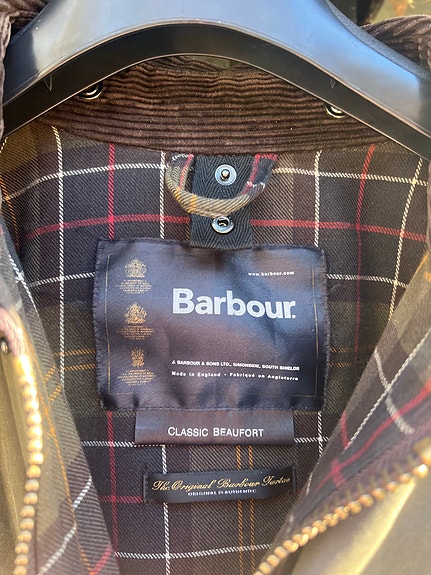 www.barbour.com
Barbour.
J. BARBOUR & SONS LTD., SIMONSIDE, SOUTH SHIELDS
Made in England - Fabriqué en Angleterre
CLASSIC BEAUFORT
The Original Barbour Tartan
ORIGINAL & AUTHENTIC